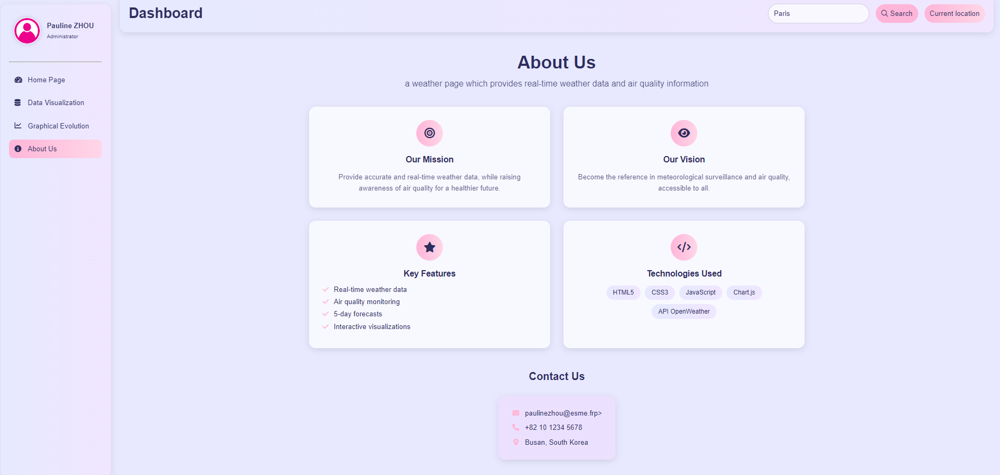 Pauline ZHOU
Administrator
Home Page
Data Visualization
Graphical Evolution
About Us
Dashboard
Paris
Search
Current location
About Us
a weather page which provides real-time weather data and air quality information
Our Mission
Provide accurate and real-time weather data, while raising
awareness of air quality for a healthier future.
Our Vision
Become the reference in meteorological surveillance and air quality,
accessible to all.
Key Features
Real-time weather data
Air quality monitoring
5-day forecasts
Interactive visualizations
Technologies Used
HTML5 CSS3 JavaScript Chart.js
API OpenWeather
Contact Us
paulinezhou@esme.frp>
+82 10 1234 5678
Busan, South Korea